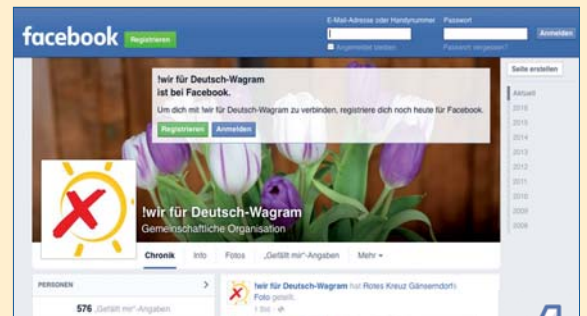 facebook
Registrieren
E-Mail-Adresse oder Handynummer
Passwort
Anmelden
Angemeldet bleiben
Passwort vergessen?
!wir für Deutsch-Wagram
ist bei Facebook.
Um dich mit !wir für Deutsch-Wagram zu verbinden, registriere dich noch heute für Facebook.
Registrieren
Anmelden
Seite erstellen
Aktuell
2016
2015
2014
2013
2012
2011
2010
2009
!wir für Deutsch-Wagram
Gemeinschaftliche Organisation
Chronik Info Fotos „Gefällt mir“-Angaben Mehr
PERSONEN
576 „Gefällt mir“-Angaben
!wir für Deutsch-Wagram hat Rotes Kreuz Gänserndorfs
Foto geteilt.
1 Std